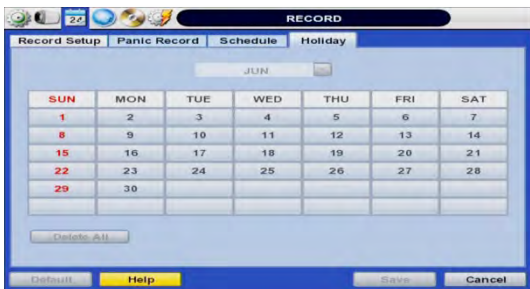 24 RECORD
Record Setup Panic Record Schedule Holiday
JUN
SUN MON TUE WED THU FRI SAT
1 2 3 4 5 6 7
8 9 10 11 12 13 14
15 16 17 18 19 20 21
22 23 24 25 26 27 28
29 30
Delete All
Default Help Save Cancel